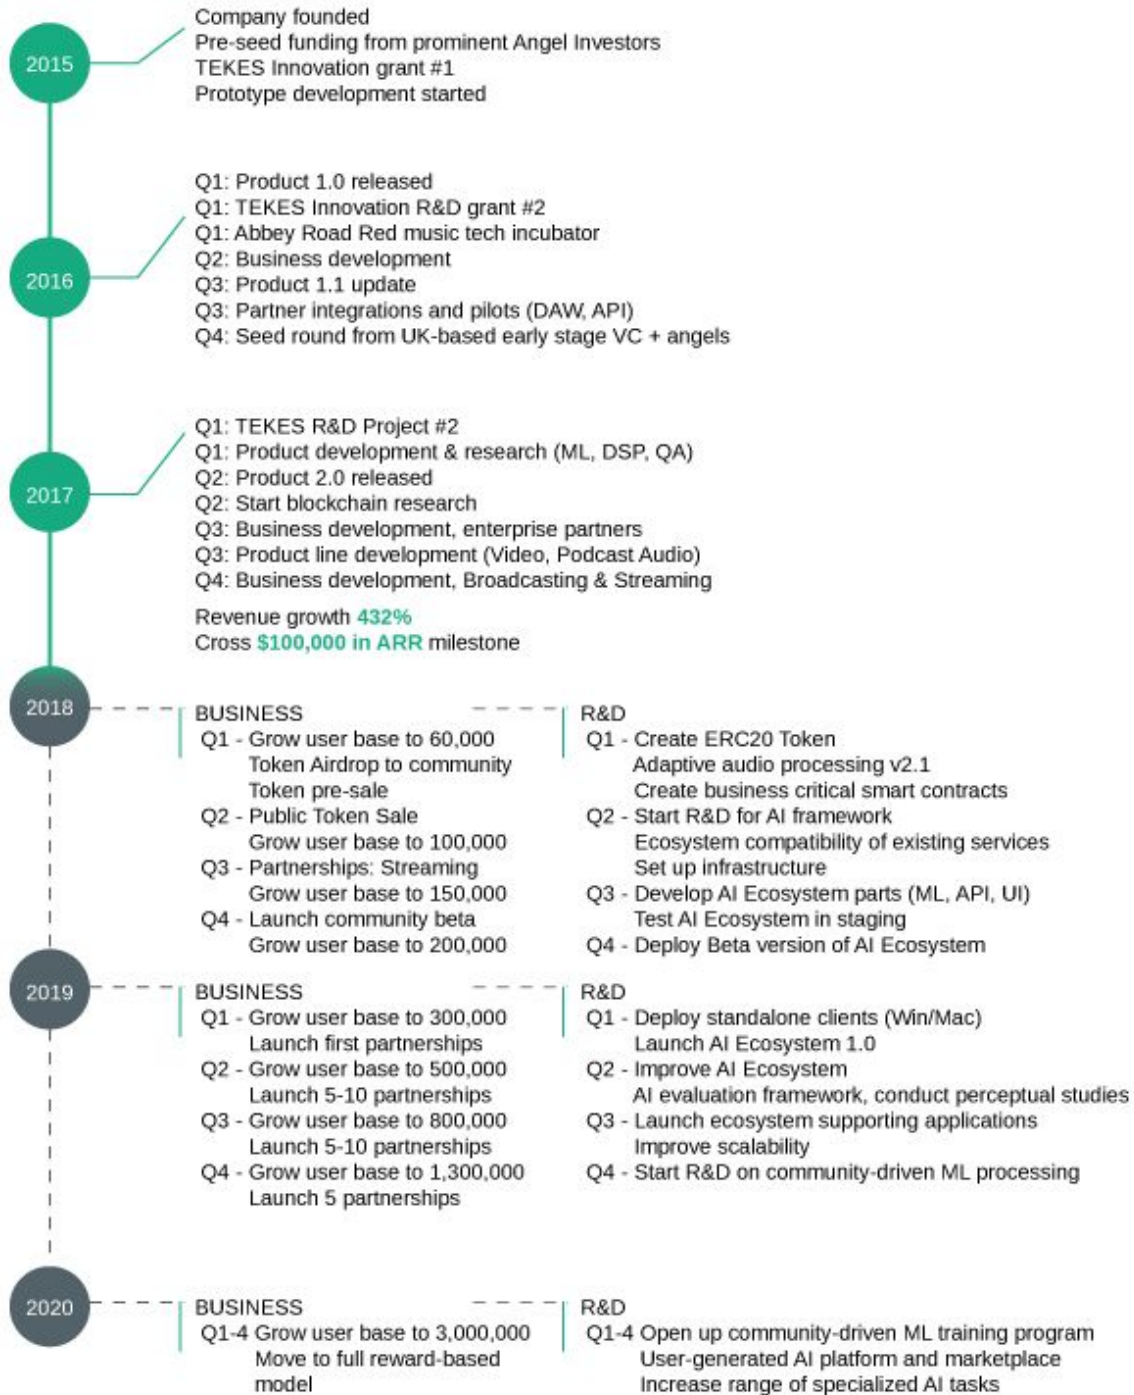 2015
Company founded
Pre-seed funding from prominent Angel Investors
TEKES Innovation grant #1
Prototype development started
2016
Q1: Product 1.0 released
Q1: TEKES Innovation R&D grant #2
Q1: Abbey Road Red music tech incubator
Q2: Business development
Q3: Product 1.1 update
Q3: Partner integrations and pilots (DAW, API)
Q4: Seed round from UK-based early stage VC + angels
2017
Q1: TEKES R&D Project #2
Q1: Product development & research (ML, DSP, QA)
Q2: Product 2.0 released
Q2: Start blockchain research
Q3: Business development, enterprise partners
Q3: Product line development (Video, Podcast Audio)
Q4: Business development, Broadcasting & Streaming
Revenue growth 432%
Cross $100,000 in ARR milestone
2018
BUSINESS
Q1 - Grow user base to 60,000
Token Airdrop to community
Token pre-sale
Q2 - Public Token Sale
Grow user base to 100,000
Q3 - Partnerships: Streaming
Grow user base to 150,000
Q4 - Launch community beta
Grow user base to 200,000
R&D
Q1 - Create ERC20 Token
Adaptive audio processing v2.1
Create business critical smart contracts
Q2 - Start R&D for AI framework
Ecosystem compatibility of existing services
Set up infrastructure
Q3 - Develop AI Ecosystem parts (ML, API, UI)
Test AI Ecosystem in staging
Q4 - Deploy Beta version of AI Ecosystem
2019
BUSINESS
Q1 - Grow user base to 300,000
Launch first partnerships
Q2 - Grow user base to 500,000
Launch 5-10 partnerships
Q3 - Grow user base to 800,000
Launch 5-10 partnerships
Q4 - Grow user base to 1,300,000
Launch 5 partnerships
R&D
Q1 - Deploy standalone clients (Win/Mac)
Launch AI Ecosystem 1.0
Q2 - Improve AI Ecosystem
AI evaluation framework, conduct perceptual studies
Q3 - Launch ecosystem supporting applications
Improve scalability
Q4 - Start R&D on community-driven ML processing
2020
BUSINESS
Q1-4 Grow user base to 3,000,000
Move to full reward-based
model
R&D
Q1-4 Open up community-driven ML training program
User-generated AI platform and marketplace
Increase range of specialized AI tasks